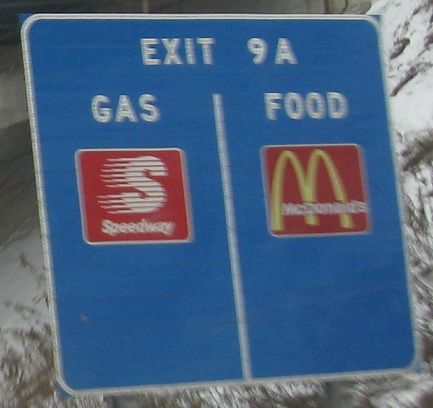 EXIT 9A
GAS FOOD
Speedway McDonald's